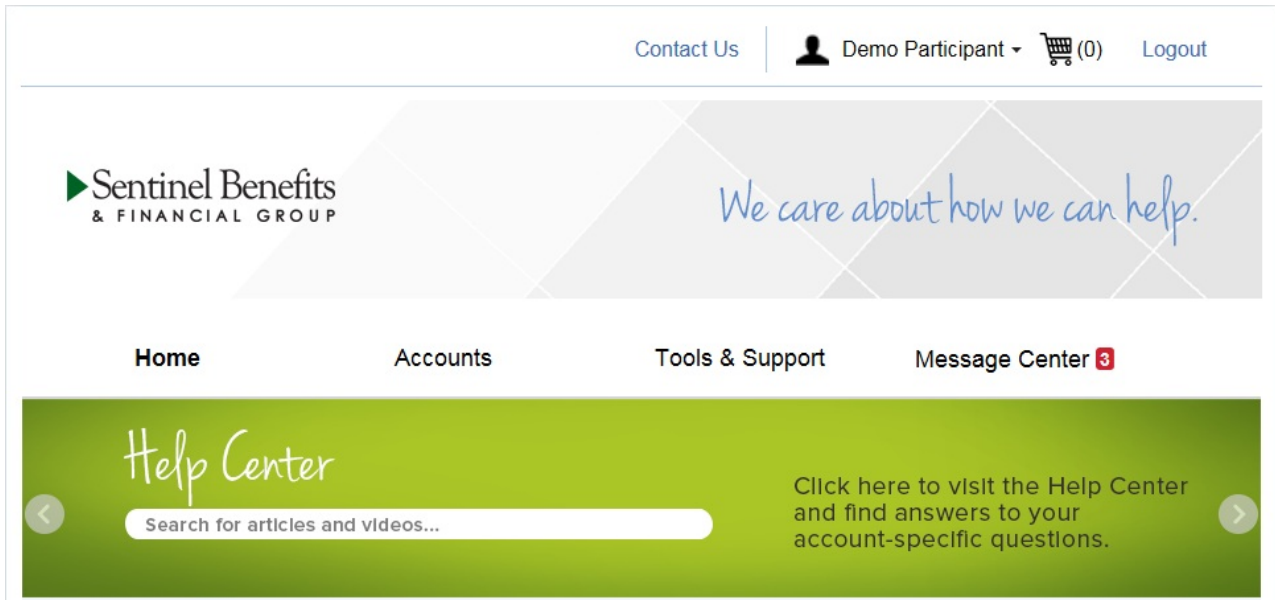 Contact Us Demo Participant (0) Logout
Sentinel Benefits
& FINANCIAL GROUP
We care about how we can help.
Home Accounts Tools & Support Message Center 3
Help Center
Search for articles and videos...
Click here to visit the Help Center
and find answers to your
account-specific questions.